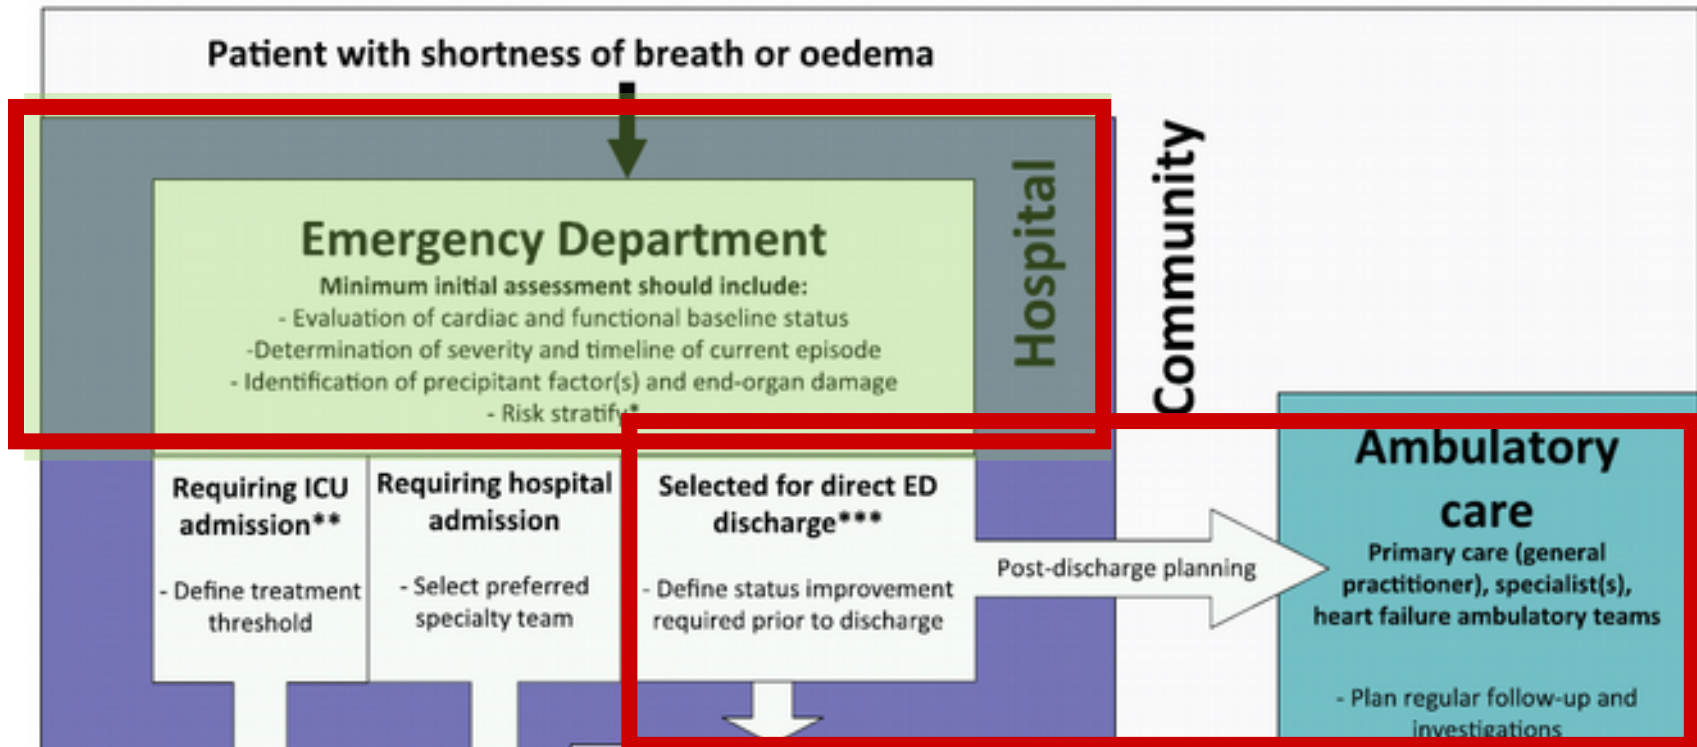 Patient with shortness of breath or oedema
Emergency Department
Minimum initial assessment should include:
- Evaluation of cardiac and functional baseline status
-Determination of severity and timeline of current episode
- Identification of precipitant factor(s) and end-organ damage
- Risk stratify*
Hospital
Community
Requiring ICU
admission**
- Define treatment
threshold
Requiring hospital
admission
- Select preferred
specialty team
Selected for direct ED
discharge***
- Define status improvement
required prior to discharge
Post-discharge planning
Ambulatory
care
Primary care (general
practitioner), specialist(s),
heart failure ambulatory teams
- Plan regular follow-up and
investigations